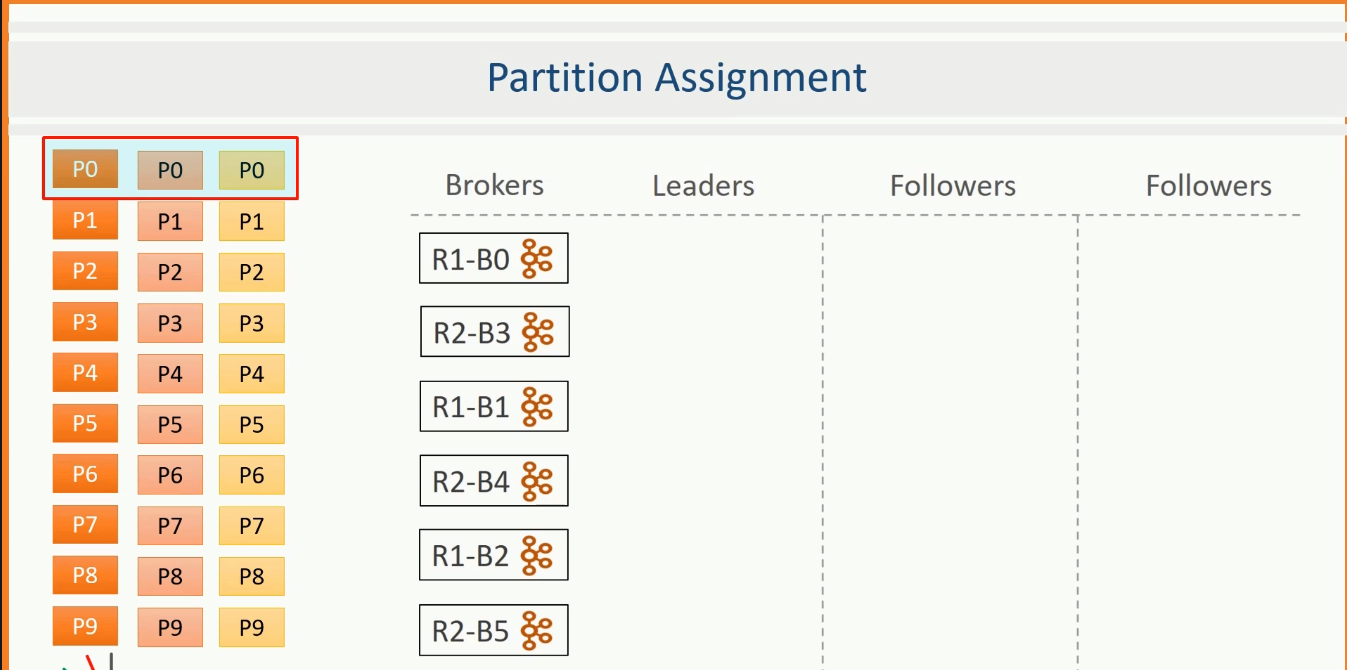 Partition Assignment
P0 P0 P0
P1 P1 P1
P2 P2 P2
P3 P3 P3
P4 P4 P4
P5 P5 P5
P6 P6 P6
P7 P7 P7
P8 P8 P8
P9 P9 P9
Brokers Leaders Followers Followers
R1-B0
R2-B3
R1-B1
R2-B4
R1-B2
R2-B5